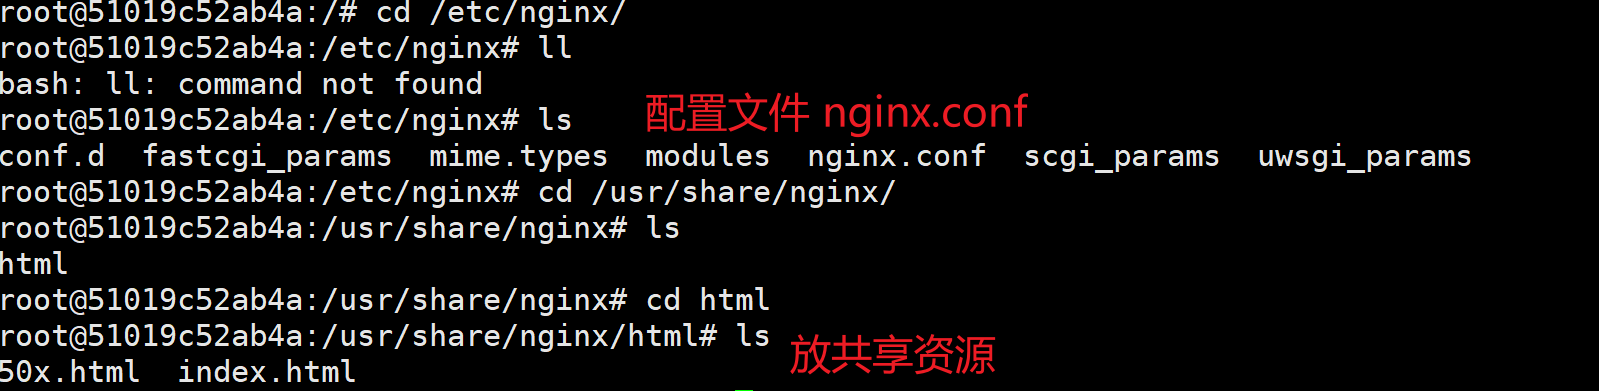 root@51019c52ab4a:/# cd /etc/nginx/
root@51019c52ab4a:/etc/nginx# ll
bash: ll: command not found
配置文件 nginx.conf
root@51019c52ab4a:/etc/nginx# ls
conf.d  fastcgi_params  mime.types  modules  nginx.conf  scgi_params  uwsgi_params
root@51019c52ab4a:/etc/nginx# cd /usr/share/nginx/
root@51019c52ab4a:/usr/share/nginx# ls
html
root@51019c52ab4a:/usr/share/nginx# cd html
root@51019c52ab4a:/usr/share/nginx/html# ls
放共享资源
50x.html  index.html